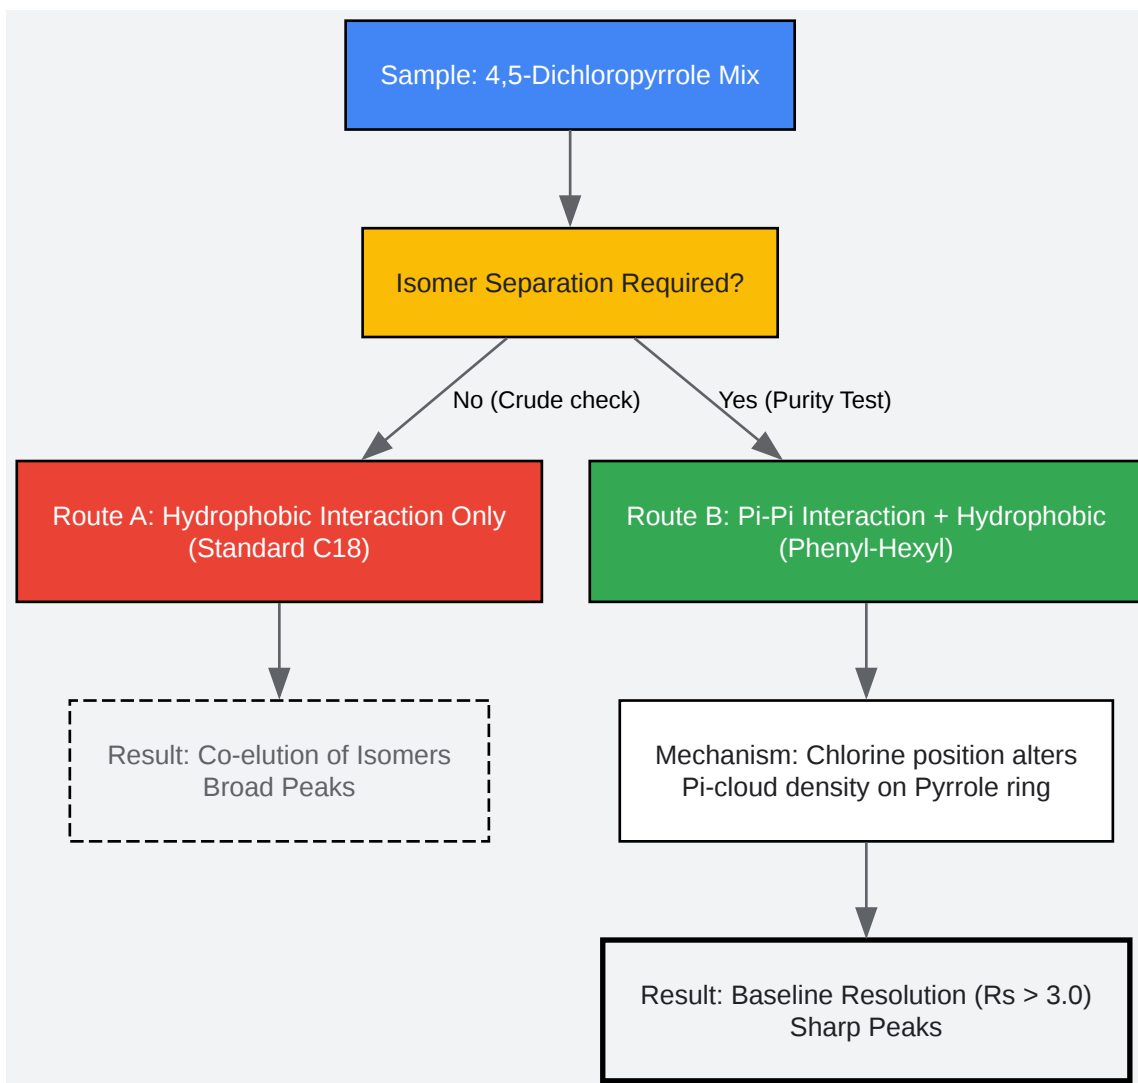 Sample: 4,5-Dichloropyrrole Mix
Isomer Separation Required?
No (Crude check)
Yes (Purity Test)
Route A: Hydrophobic Interaction Only
(Standard C18)
Route B: Pi-Pi Interaction + Hydrophobic
(Phenyl-Hexyl)
Result: Co-elution of Isomers
Broad Peaks
Mechanism: Chlorine position alters
Pi-cloud density on Pyrrole ring
Result: Baseline Resolution (Rs > 3.0)
Sharp Peaks